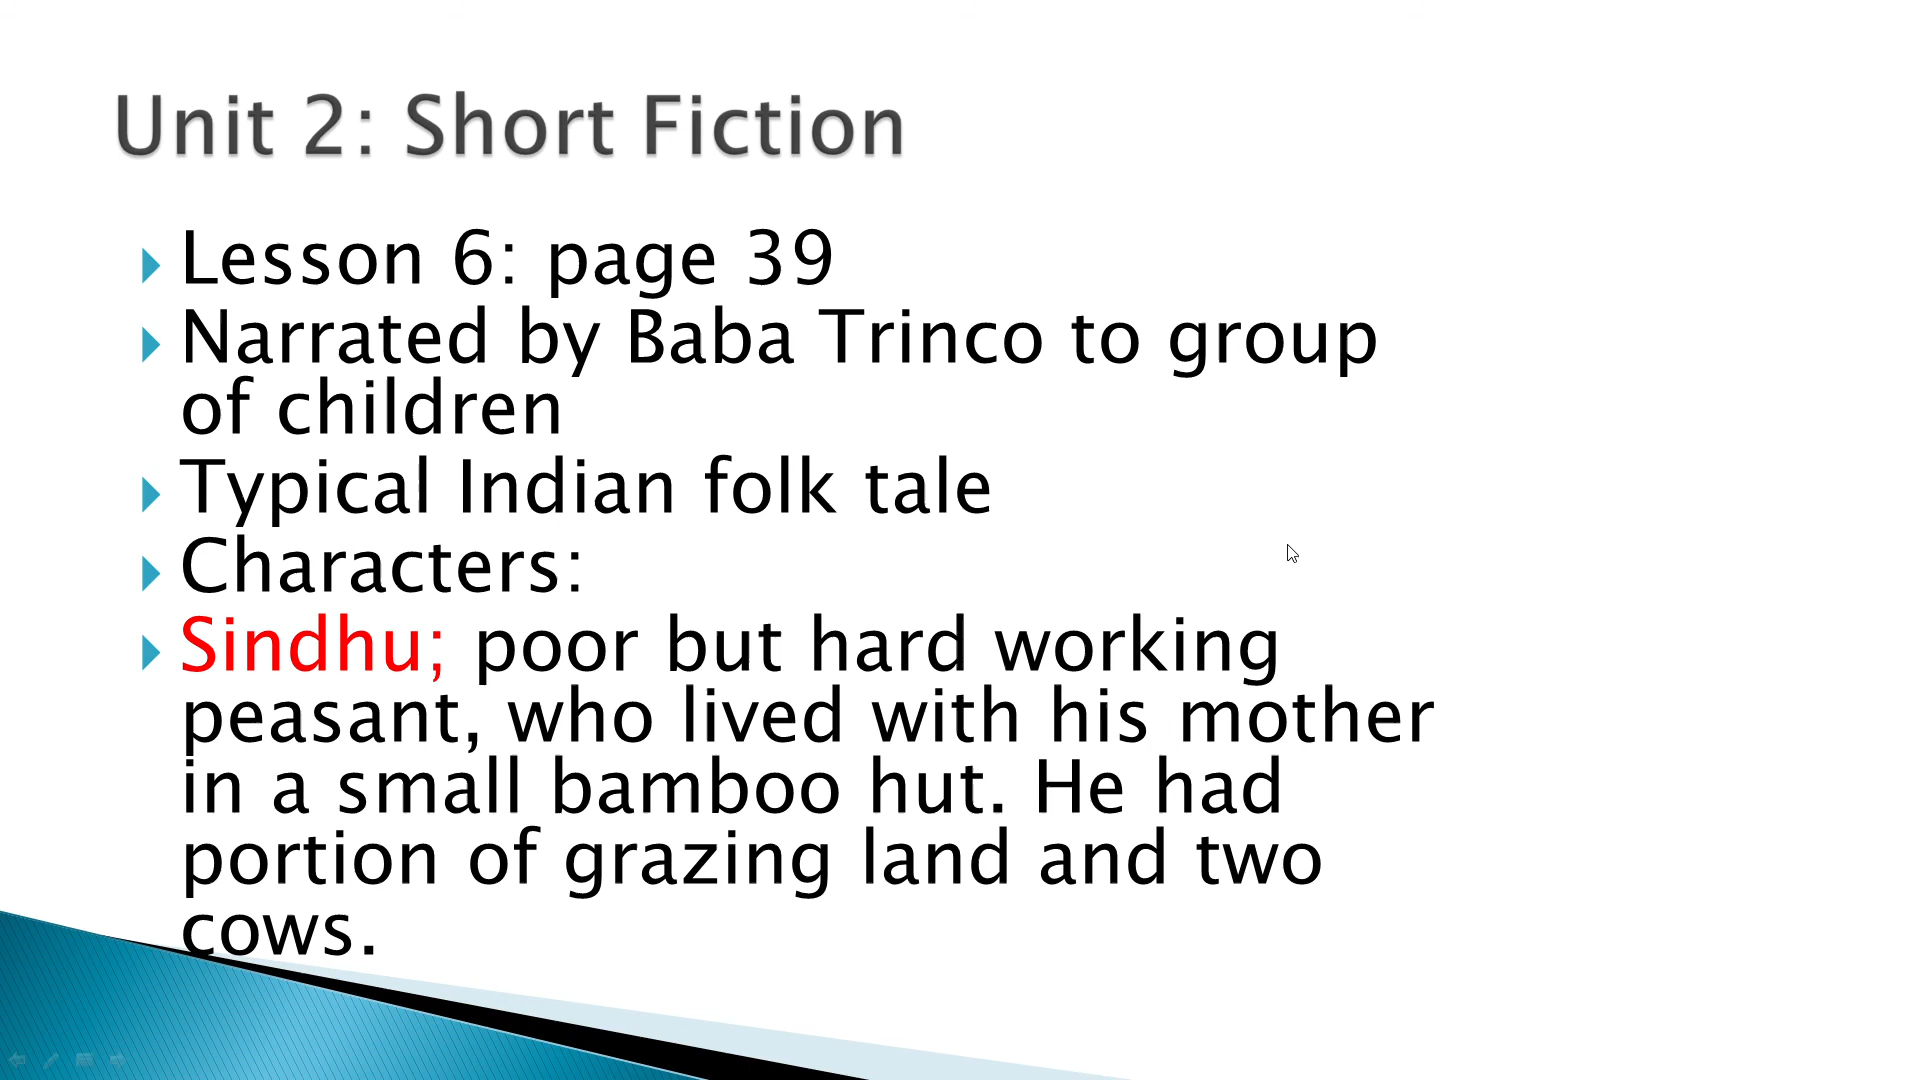 Unit 2: Short Fiction
Lesson 6: page 39
Narrated by Baba Trinco to group
of children
Typical Indian folk tale
Characters:
Sindhu; poor but hard working
peasant, who lived with his mother
in a small bamboo hut. He had
portion of grazing land and two
cows.